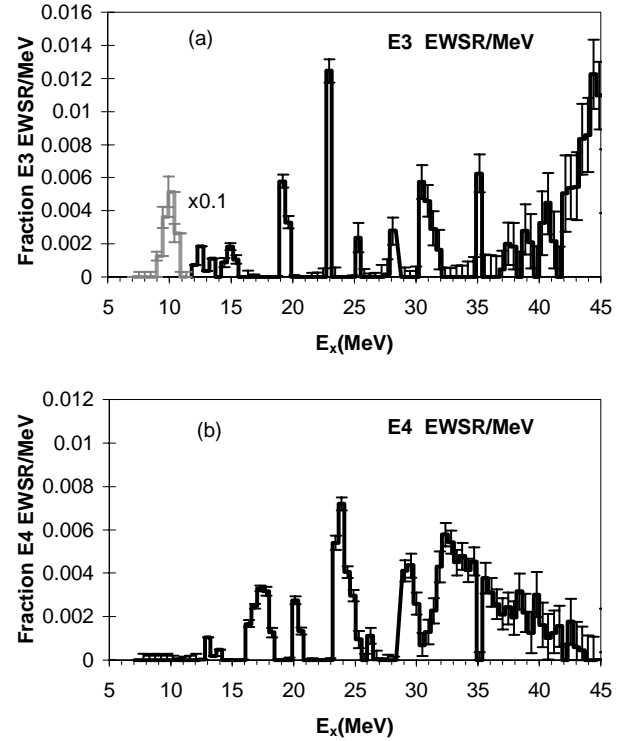 (a) E3 EWSR/MeV
Fraction E3 EWSR/MeV
0.016
0.014
0.012
0.01
0.008
0.006
0.004
0.002
0
x0.1
5 10 15 20 25 30 35 40 45
Ex(MeV)
(b) E4 EWSR/MeV
Fraction E4 EWSR/MeV
0.012
0.01
0.008
0.006
0.004
0.002
0
5 10 15 20 25 30 35 40 45
Ex(MeV)